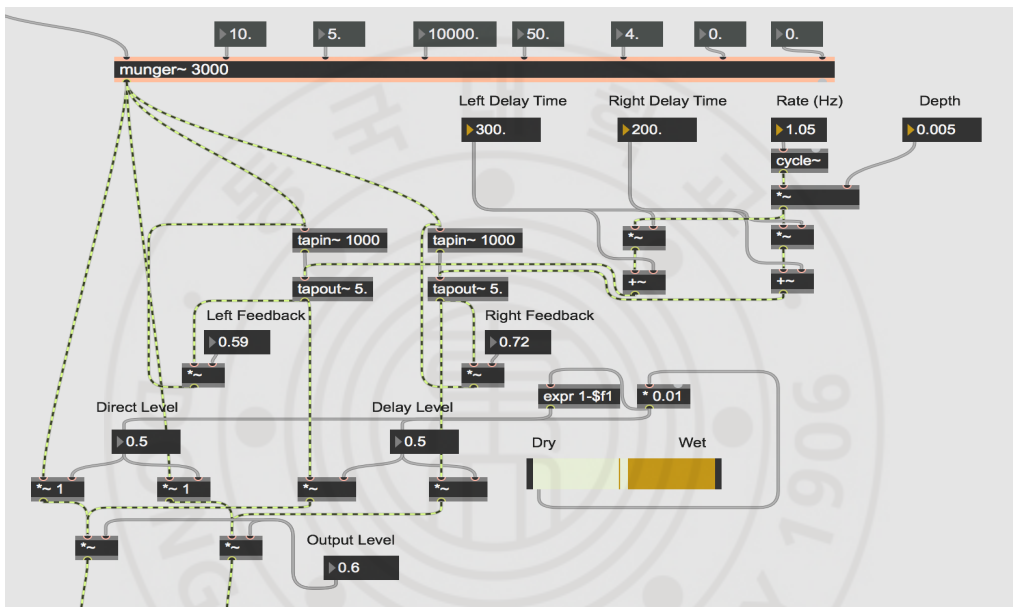 10.
5.
10000.
50.
4.
0.
0.
munger~ 3000
Left Delay Time
Right Delay Time
Rate (Hz)
Depth
300.
200.
1.05
0.005
cycle~
*~
tapin~ 1000
tapin~ 1000
*~
*~
tapout~ 5.
tapout~ 5.
+~
+~
Left Feedback
Right Feedback
0.59
0.72
*~
*~
expr 1-$f1
* 0.01
Direct Level
Delay Level
0.5
0.5
Dry
Wet
*~ 1
*~ 1
*~
*~
*~
*~
Output Level
0.6
1906